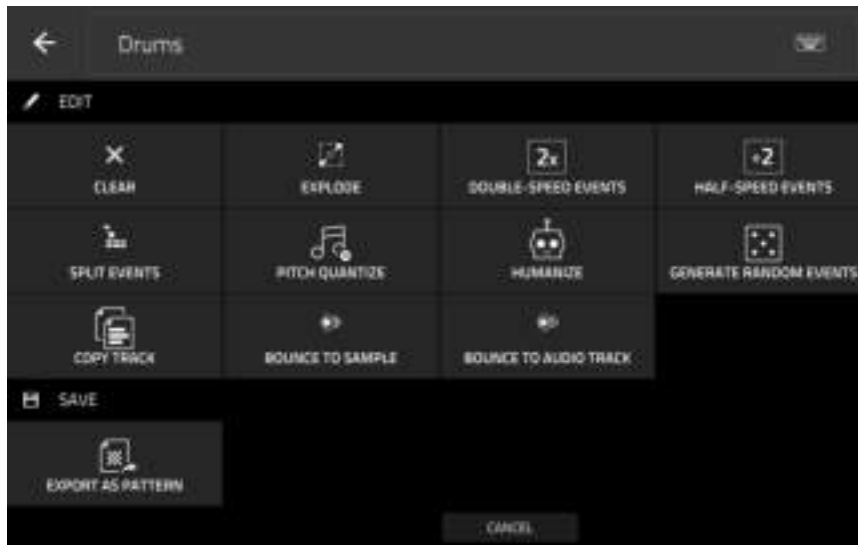 Drums
EDIT
CLEAR
EXPLODE
2x
DOUBLE-SPEED EVENTS
÷2
HALF-SPEED EVENTS
SPLIT EVENTS
PITCH QUANTIZE
HUMANIZE
GENERATE RANDOM EVENTS
COPY TRACK
BOUNCE TO SAMPLE
BOUNCE TO AUDIO TRACK
SAVE
EXPORT AS PATTERN
CANCEL